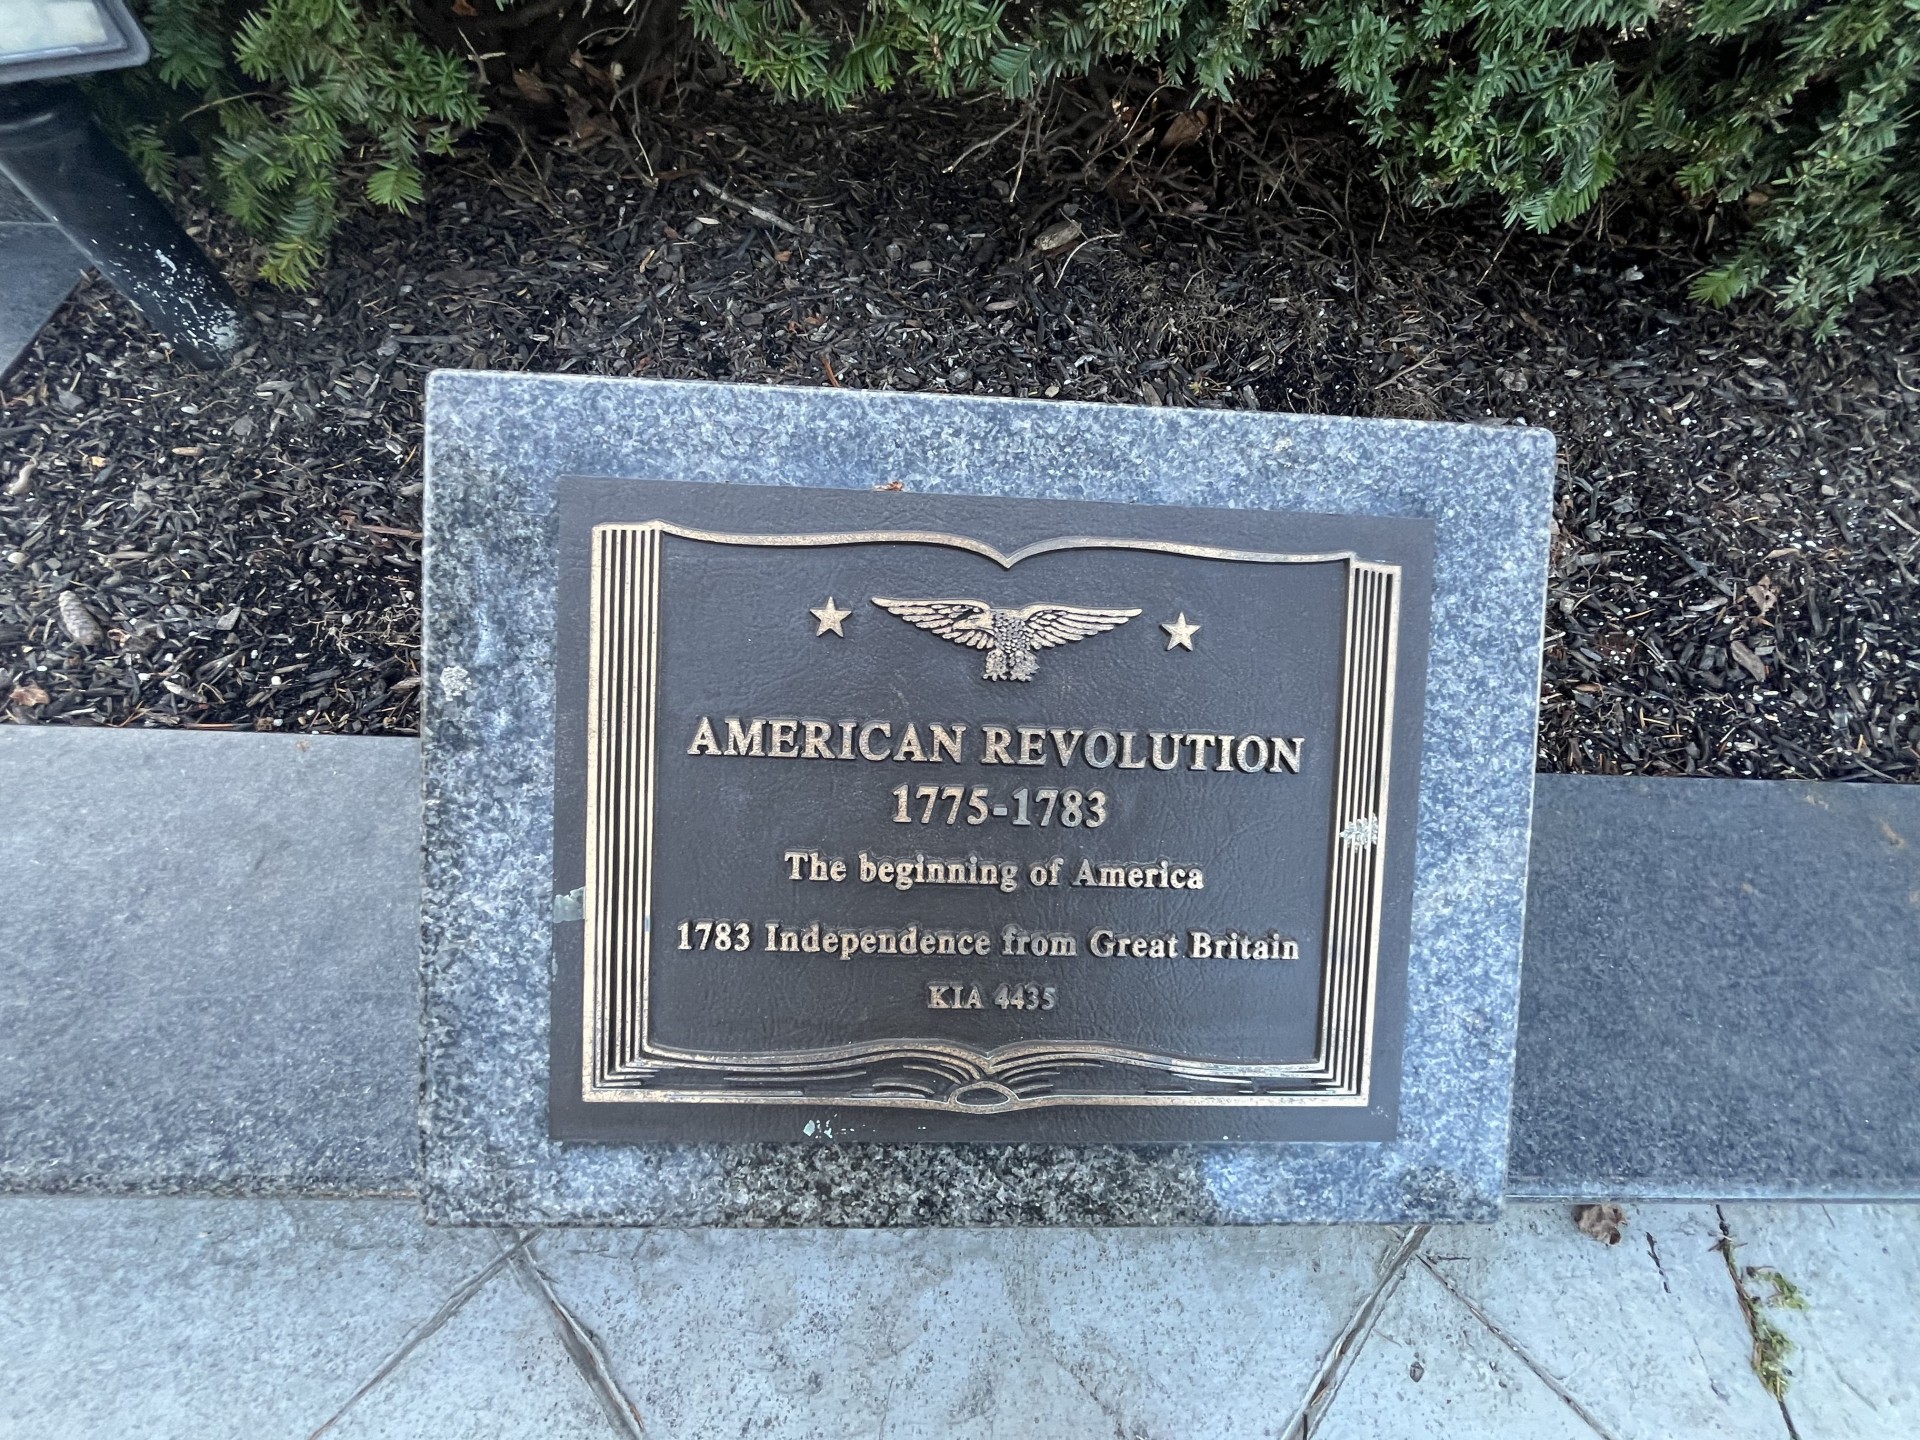 AMERICAN REVOLUTION
1775-1783
The beginning of America
1783 Independence from Great Britain
KIA 4435